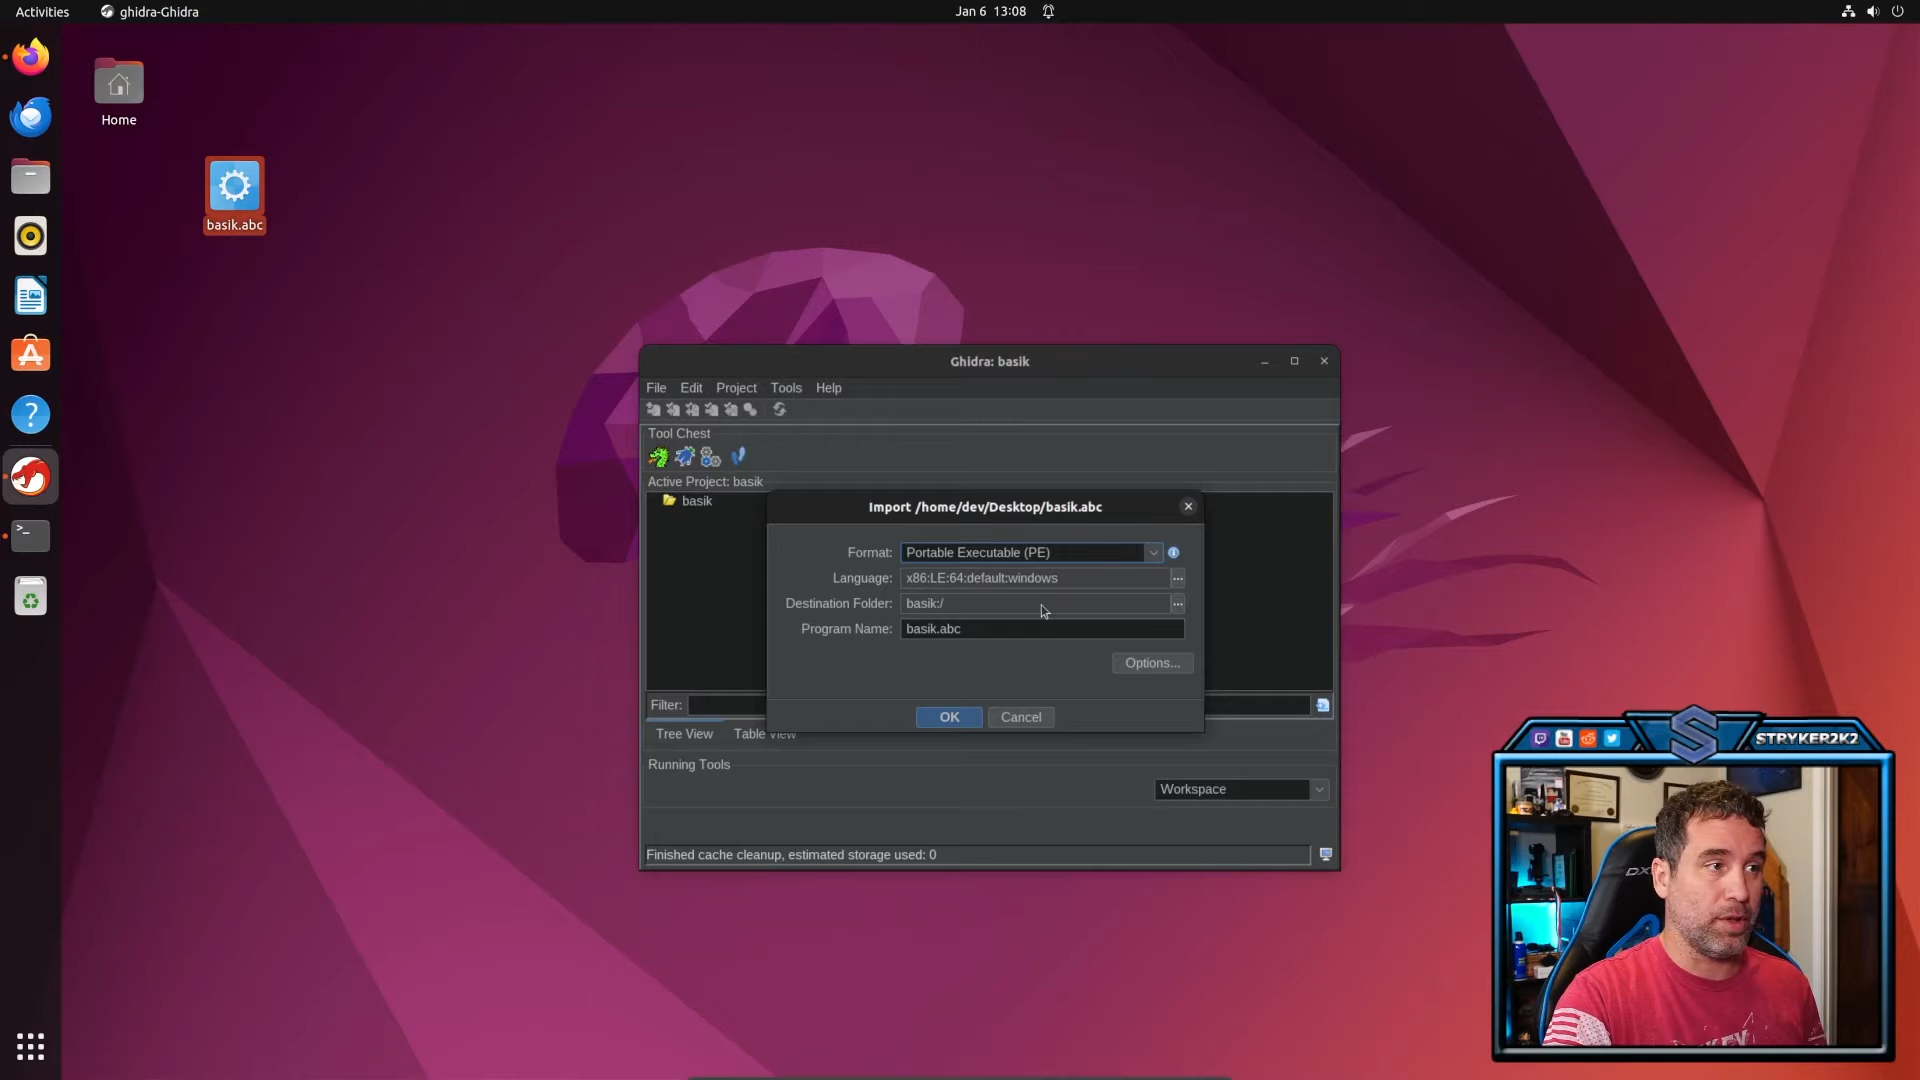 Activities
ghidra-Ghidra
Jan 6 13:08
Home
basik.abc
Ghidra: basik
File Edit Project Tools Help
Tool Chest
Active Project: basik
basik
Import /home/dev/Desktop/basik.abc
Format: Portable Executable (PE)
Language: x86:LE:64:default:windows
Destination Folder: basik:/
Program Name: basik.abc
Options...
OK Cancel
Filter:
Tree View Table View
Running Tools
Workspace
Finished cache cleanup, estimated storage used: 0
STRYKER2K2